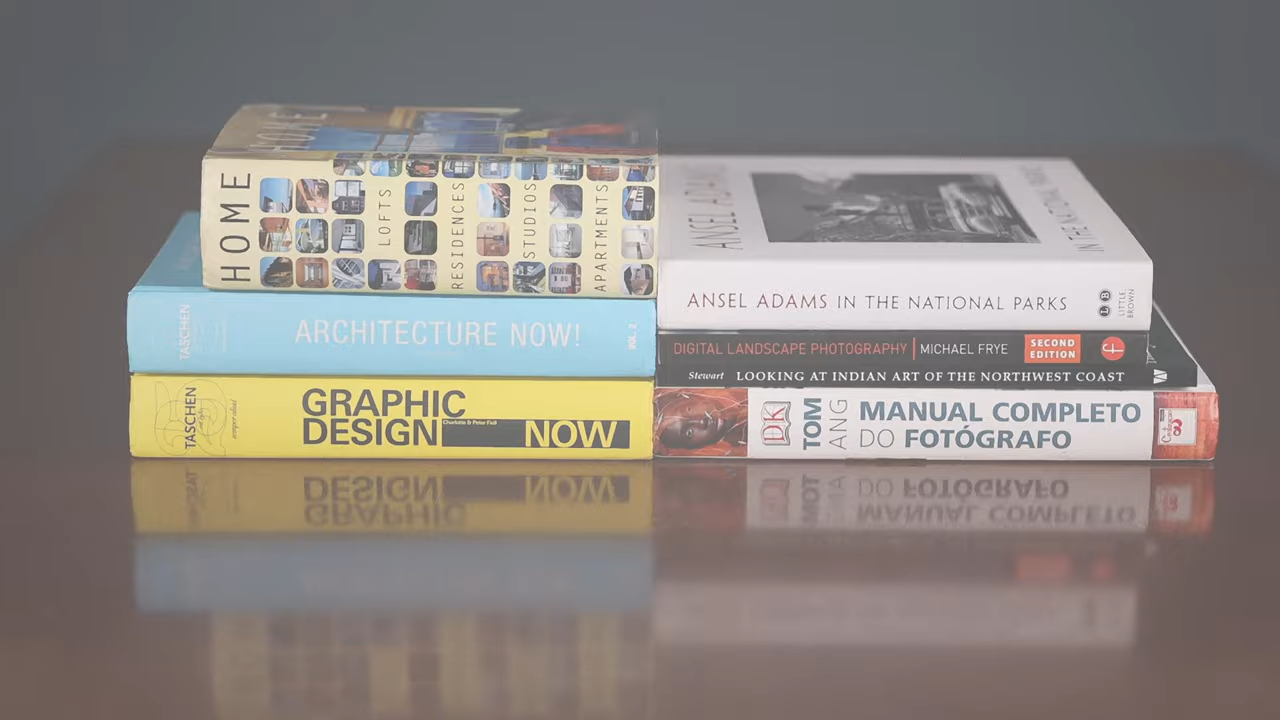 HOME
HOME
LOFTS
RESIDENCES
STUDIOS
APARTMENTS
TASCHEN
ARCHITECTURE NOW!
VOL. 2
TASCHEN
GRAPHIC
DESIGN
Charlotte & Peter Fiell
NOW
ANSEL ADAMS
IN THE NATIONAL PARKS
ANSEL ADAMS IN THE NATIONAL PARKS
L B
LITTLE,
BROWN
DIGITAL LANDSCAPE PHOTOGRAPHY
MICHAEL FRYE
SECOND
EDITION
f
Stewart LOOKING AT INDIAN ART OF THE NORTHWEST COAST
W
DK
TOM
ANG
MANUAL COMPLETO
DO FOTÓGRAFO